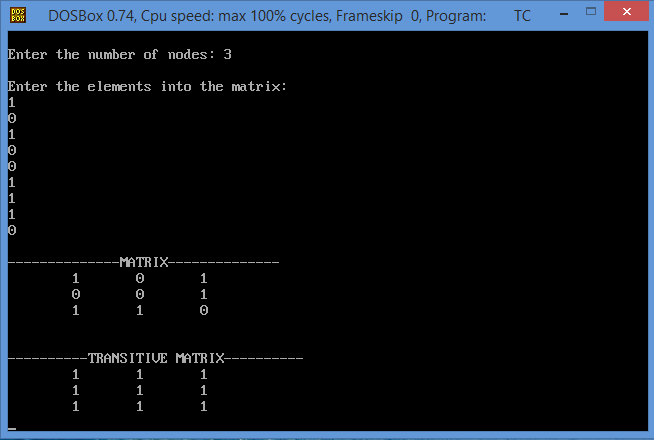 DOS BOX DOSBox 0.74, Cpu speed: max 100% cycles, Frameskip 0, Program: TC
Enter the number of nodes: 3
Enter the elements into the matrix:
1
0
1
0
0
1
1
1
0
--------------MATRIX--------------
1 0 1
0 0 1
1 1 0
----------TRANSITIVE MATRIX----------
1 1 1
1 1 1
1 1 1